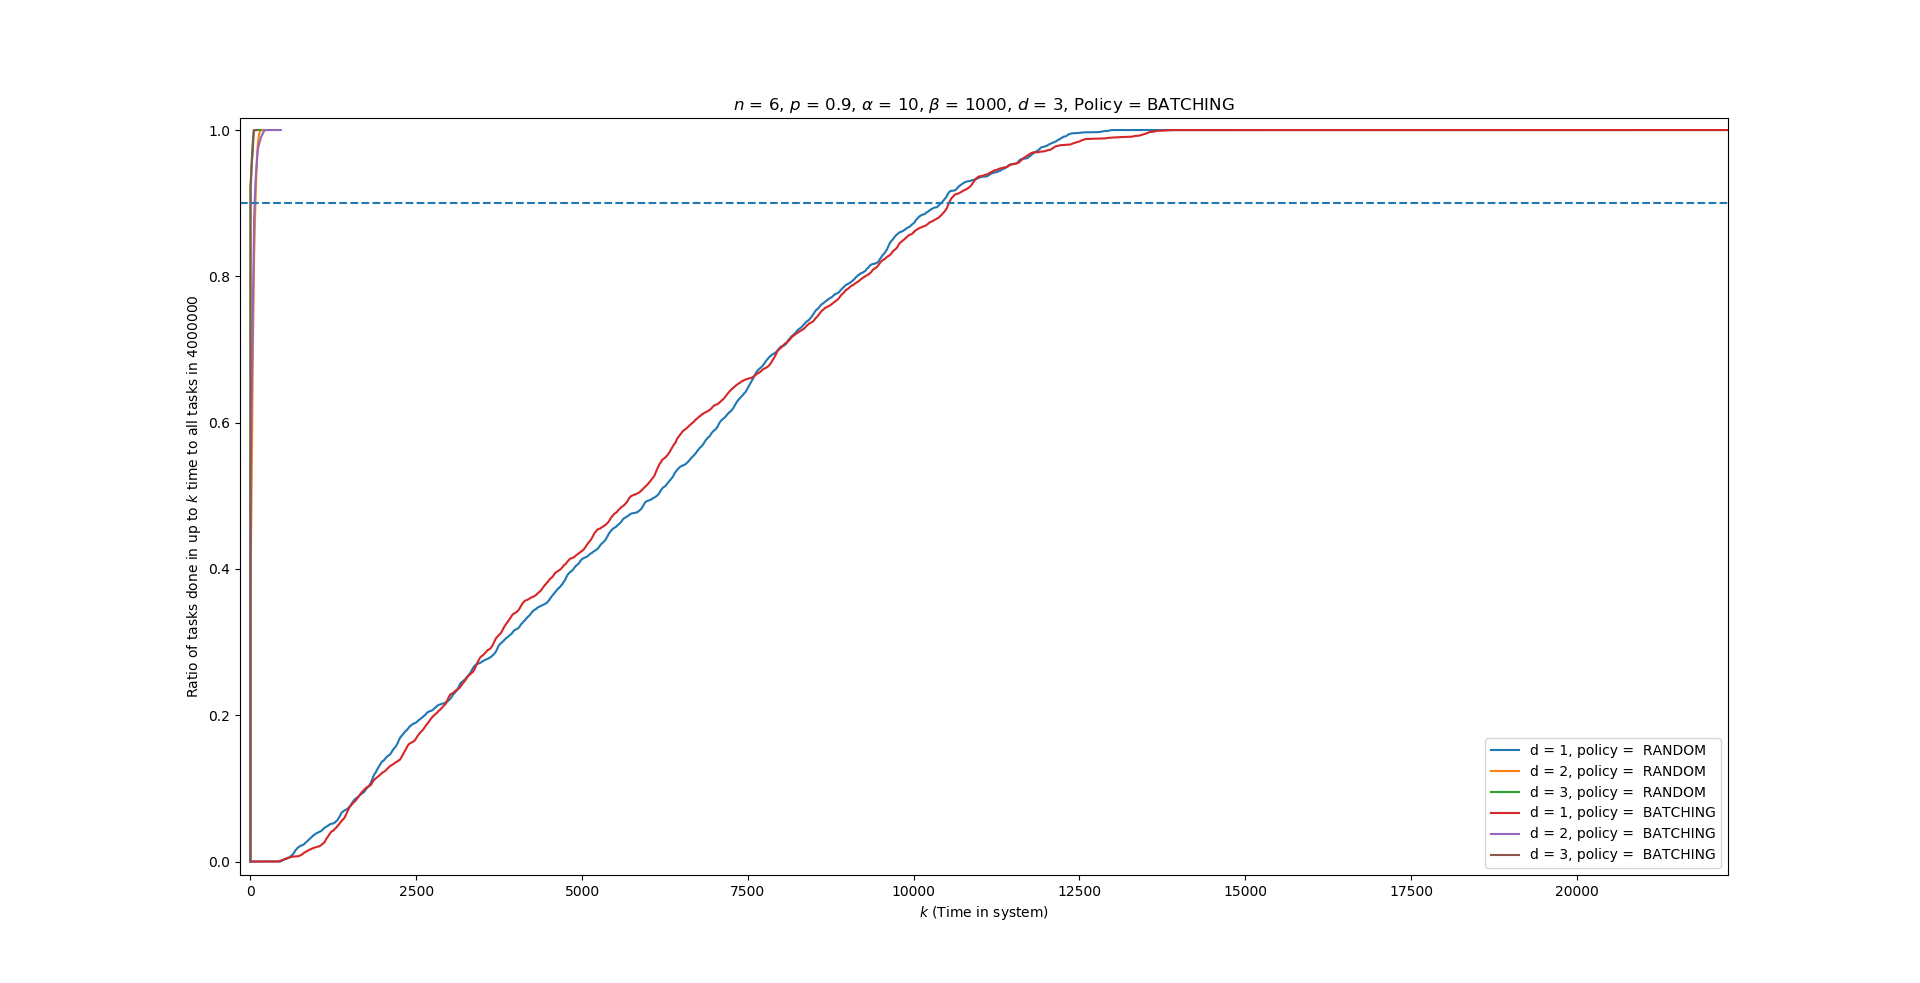 n = 6, p = 0.9, α = 10, β = 1000, d = 3, Policy = BATCHING
1.0
0.8
0.6
0.4
0.2
0.0
Ratio of tasks done in up to k time to all tasks in 4000000
0 2500 5000 7500 10000 12500 15000 17500 20000
k (Time in system)
d = 1, policy =  RANDOM
d = 2, policy =  RANDOM
d = 3, policy =  RANDOM
d = 1, policy =  BATCHING
d = 2, policy =  BATCHING
d = 3, policy =  BATCHING